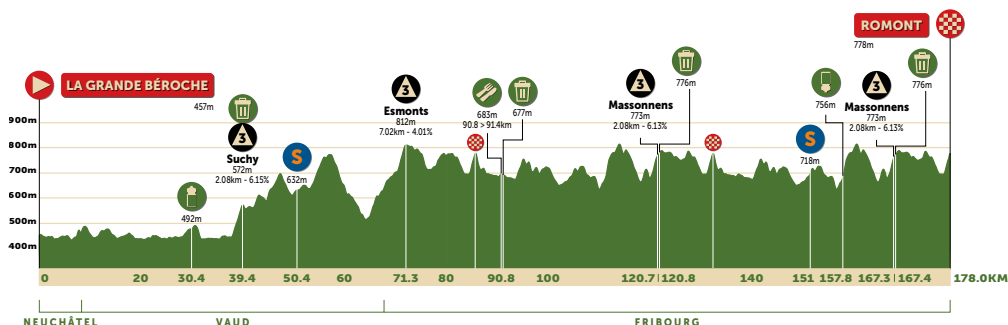 ROMONT
778m
LA GRANDE BÉROCHE
457m
3
Suchy
572m
2.08km - 6.15%
492m
S
632m
3
Esmonts
812m
7.02km - 4.01%
683m
90.8 > 91.4km
677m
3
Massonnens
773m
2.08km - 6.13%
776m
S
718m
756m
3
Massonnens
773m
2.08km - 6.13%
776m
900m
800m
700m
600m
500m
400m
0 20 30.4 39.4 50.4 60 71.3 80 90.8 100 120.7 120.8 140 151 157.8 167.3 167.4 178.0KM
NEUCHÂTEL VAUD FRIBOURG